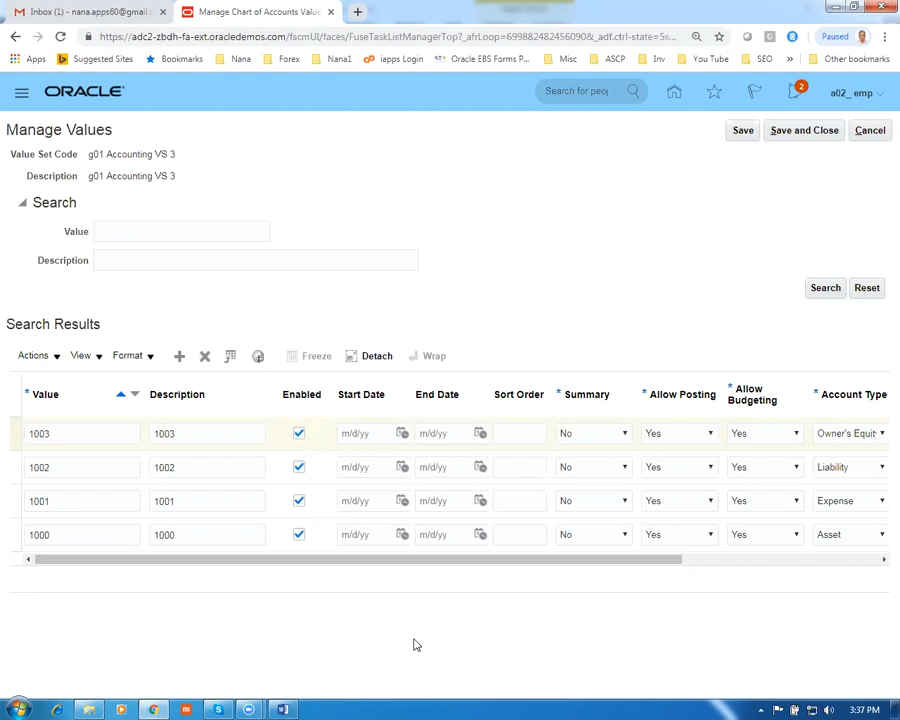 Inbox (1) - nana.apps60@gmail.c
Manage Chart of Accounts Value
https://adc2-zbdh-fa-ext.oracledemos.com/fscmUI/faces/FuseTaskListManagerTop?_afrLoop=6998824824560908&_adf.ctrl-state=5s...
Paused
Apps
Suggested Sites
Bookmarks
Nana
Forex
Nana1
iapps Login
Oracle EBS Forms P...
Misc
ASCP
Inv
You Tube
SEO
»
Other bookmarks
ORACLE
Search for peop
2
a02_ emp
Manage Values
Save
Save and Close
Cancel
Value Set Code g01 Accounting VS 3
Description g01 Accounting VS 3
Search
Value
Description
Search
Reset
Search Results
Actions
View
Format
Freeze
Detach
Wrap
* Value
Description
Enabled
Start Date
End Date
Sort Order
* Summary
* Allow Posting
* Allow Budgeting
* Account Type
1003 1003 m/d/yy m/d/yy No Yes Yes Owner's Equity
1002 1002 m/d/yy m/d/yy No Yes Yes Liability
1001 1001 m/d/yy m/d/yy No Yes Yes Expense
1000 1000 m/d/yy m/d/yy No Yes Yes Asset
3:37 PM